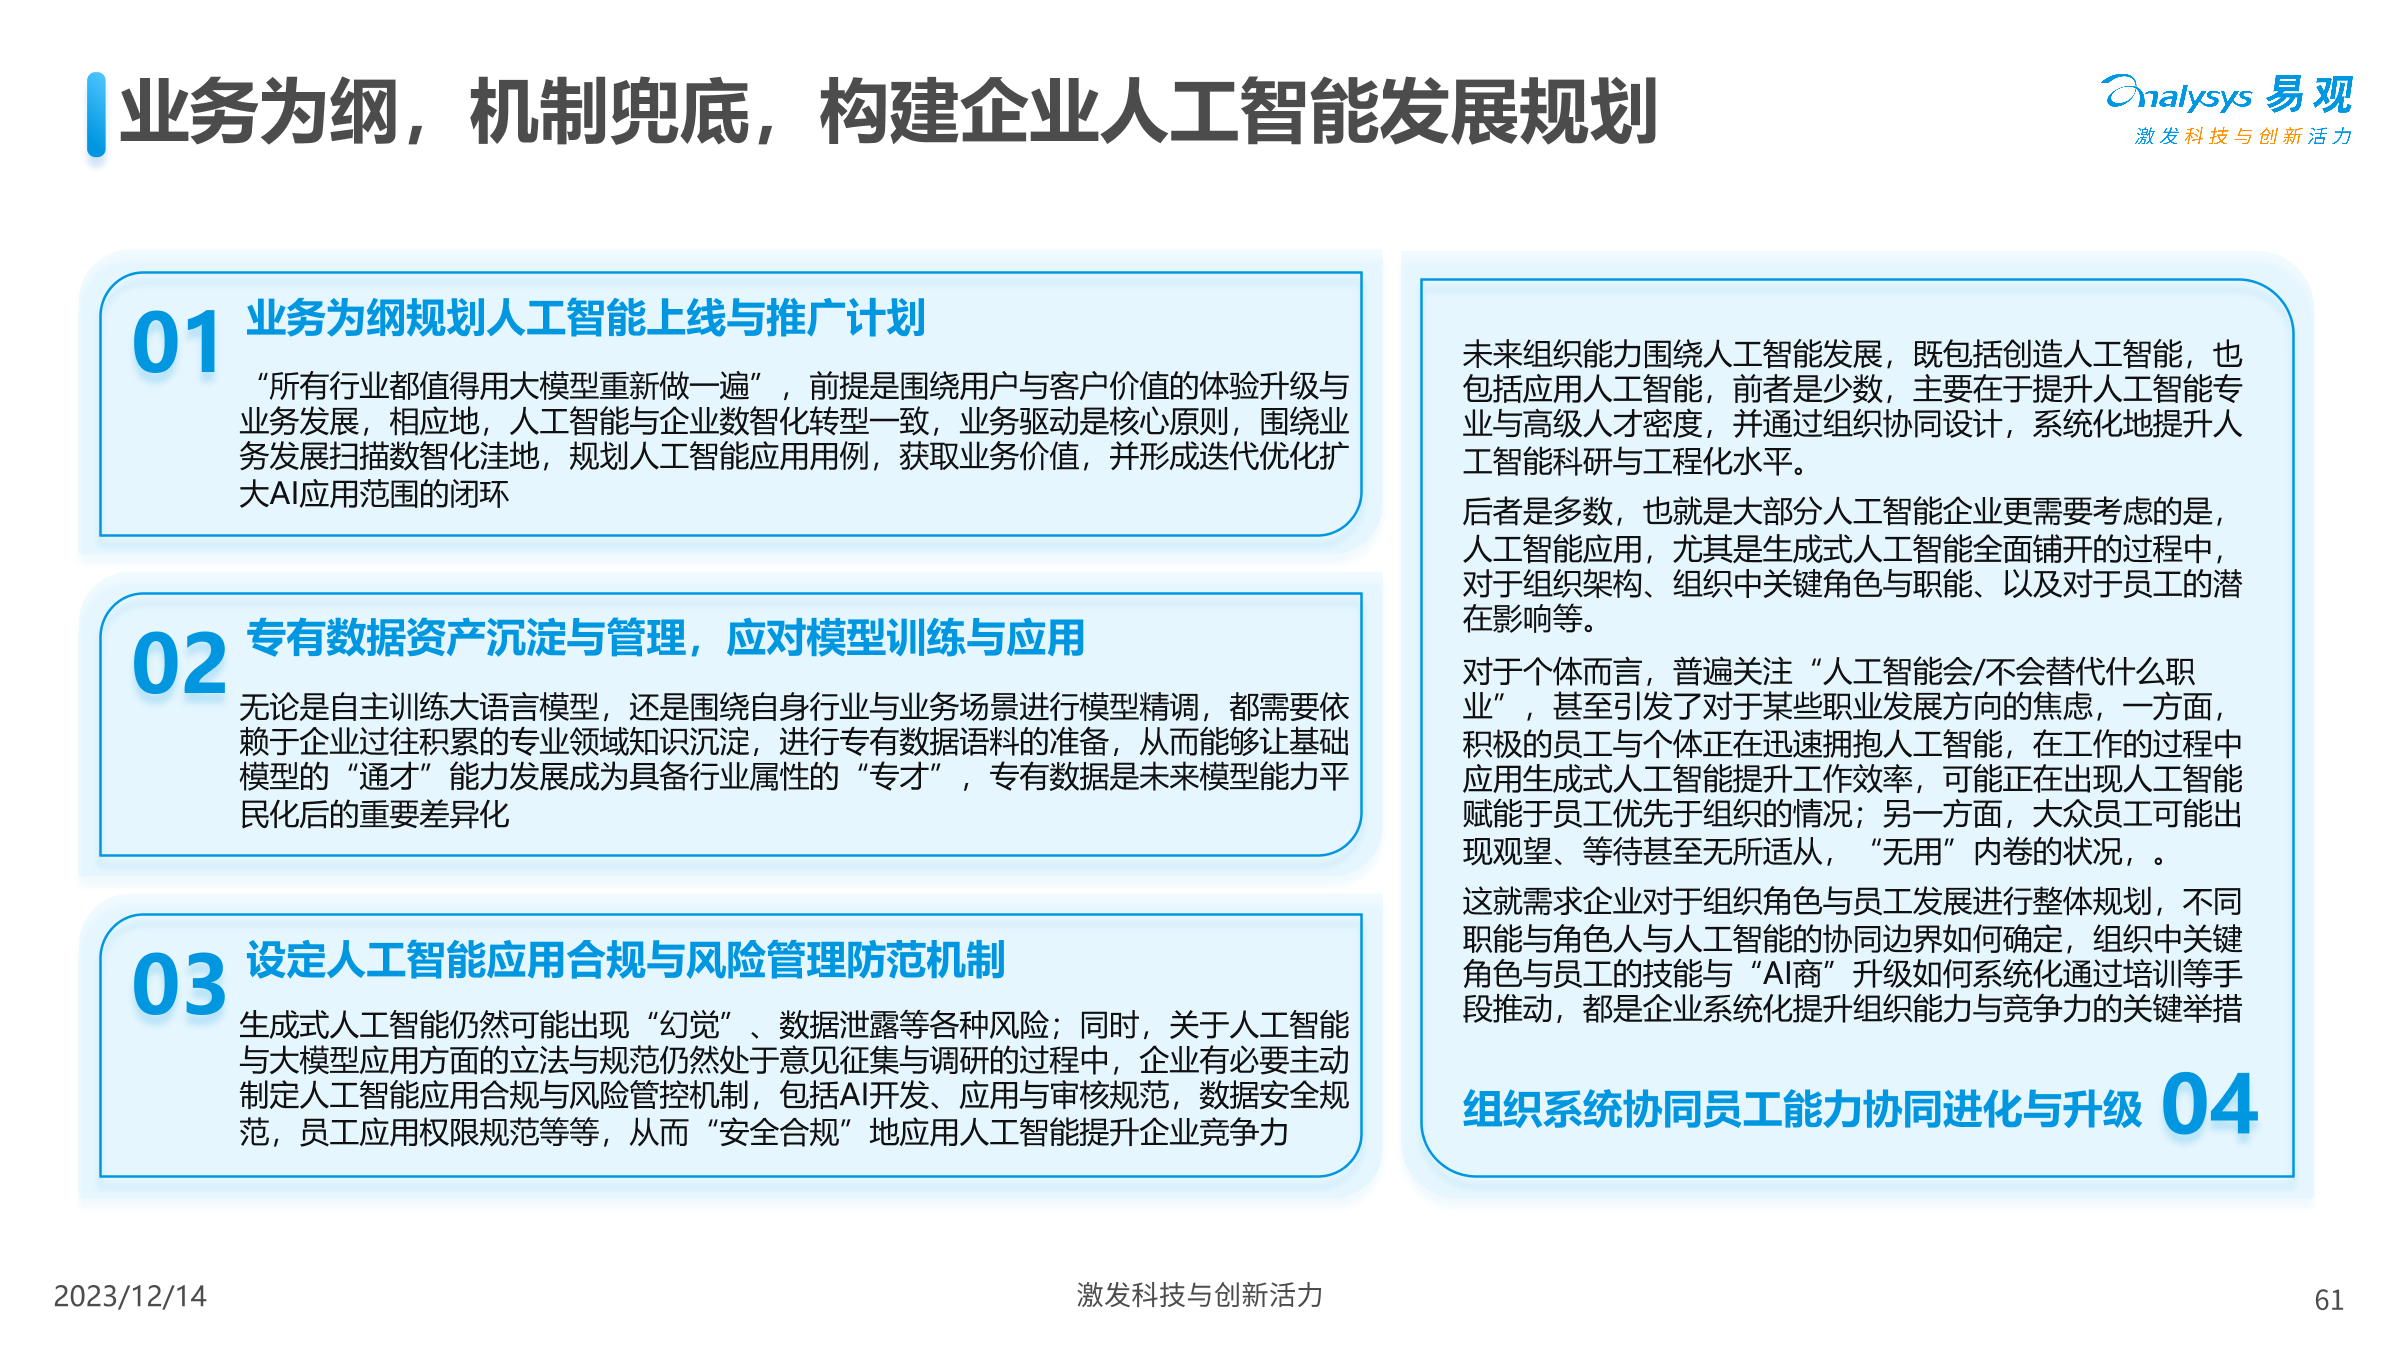 业务为纲，机制兜底，构建企业人工智能发展规划
analysys 易观
激发科技与创新活力
01 业务为纲规划人工智能上线与推广计划
“所有行业都值得用大模型重新做一遍”，前提是围绕用户与客户价值的体验升级与
业务发展，相应地，人工智能与企业数智化转型一致，业务驱动是核心原则，围绕业
务发展扫描数智化洼地，规划人工智能应用用例，获取业务价值，并形成迭代优化扩
大AI应用范围的闭环
02 专有数据资产沉淀与管理，应对模型训练与应用
无论是自主训练大语言模型，还是围绕自身行业与业务场景进行模型精调，都需要依
赖于企业过往积累的专业领域知识沉淀，进行专有数据语料的准备，从而能够让基础
模型的“通才”能力发展成为具备行业属性的“专才”，专有数据是未来模型能力平
民化后的重要差异化
03 设定人工智能应用合规与风险管理防范机制
生成式人工智能仍然可能出现“幻觉”、数据泄露等各种风险；同时，关于人工智能
与大模型应用方面的立法与规范仍然处于意见征集与调研的过程中，企业有必要主动
制定人工智能应用合规与风险管控机制，包括AI开发、应用与审核规范，数据安全规
范，员工应用权限规范等等，从而“安全合规”地应用人工智能提升企业竞争力
未来组织能力围绕人工智能发展，既包括创造人工智能，也
包括应用人工智能，前者是少数，主要在于提升人工智能专
业与高级人才密度，并通过组织协同设计，系统化地提升人
工智能科研与工程化水平。
后者是多数，也就是大部分人工智能企业更需要考虑的是，
人工智能应用，尤其是生成式人工智能全面铺开的过程中，
对于组织架构、组织中关键角色与职能、以及对于员工的潜
在影响等。
对于个体而言，普遍关注“人工智能会/不会替代什么职
业”，甚至引发了对于某些职业发展方向的焦虑，一方面，
积极的员工与个体正在迅速拥抱人工智能，在工作的过程中
应用生成式人工智能提升工作效率，可能正在出现人工智能
赋能于员工优先于组织的情况；另一方面，大众员工可能出
现观望、等待甚至无所适从，“无用”内卷的状况，。
这就需求企业对于组织角色与员工发展进行整体规划，不同
职能与角色人与人工智能的协同边界如何确定，组织中关键
角色与员工的技能与“AI商”升级如何系统化通过培训等手
段推动，都是企业系统化提升组织能力与竞争力的关键举措
组织系统协同员工能力协同进化与升级 04
2023/12/14
激发科技与创新活力
61